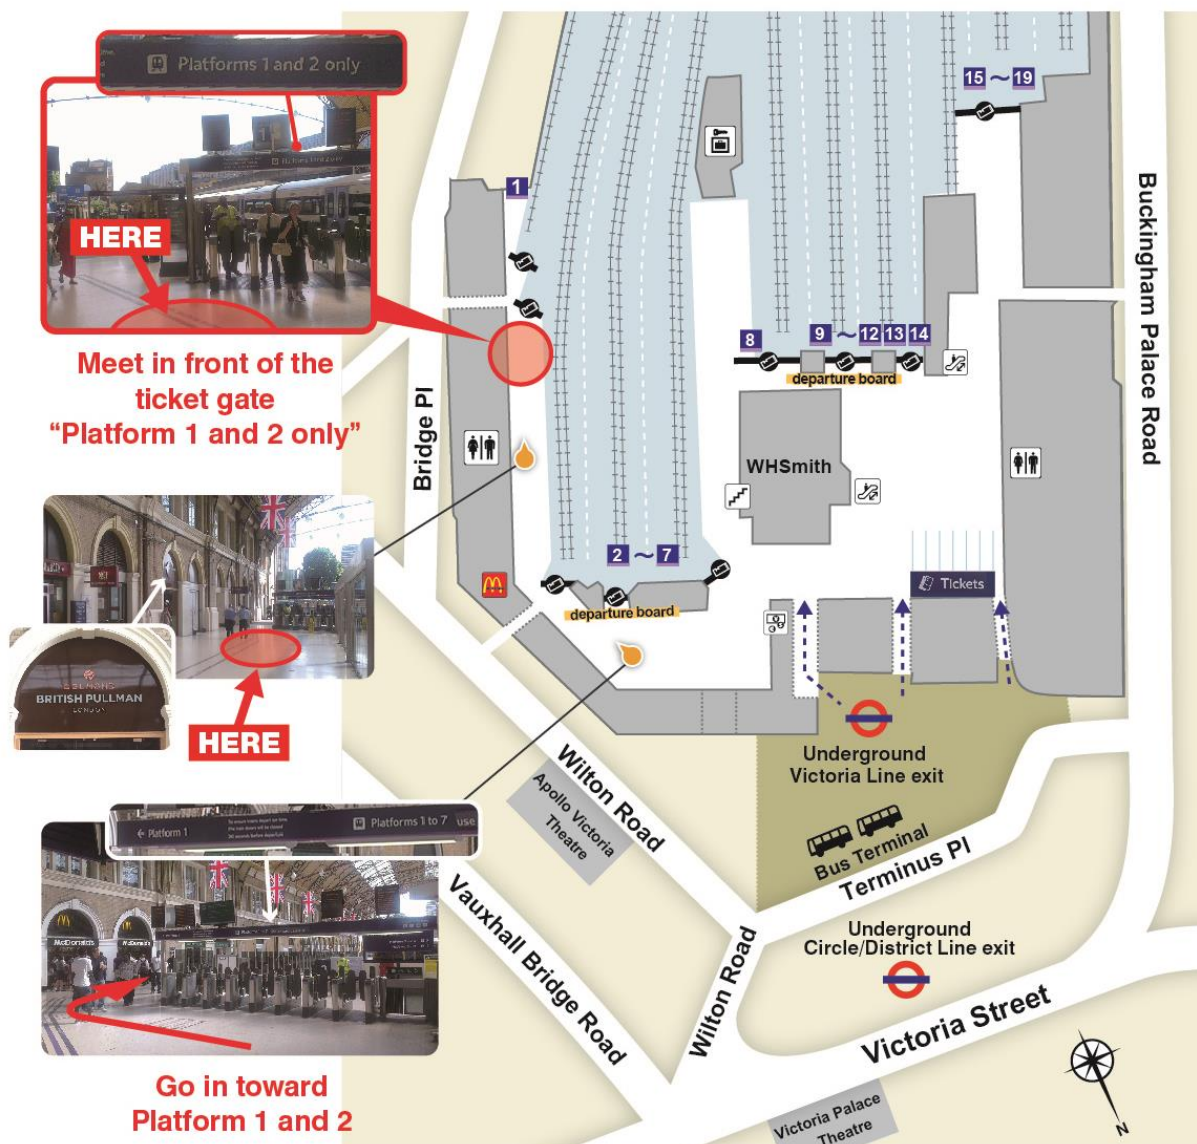 Platforms 1 and 2 only
HERE
Meet in front of the
ticket gate
“Platform 1 and 2 only”
BRITISH PULLMAN
LONDON
HERE
← Platform 1
Platforms 1 to 7
use
McDonald's
McDonald's
Go in toward
Platform 1 and 2
1
15 ~ 19
8
9 ~ 12 13 14
departure board
WHSmith
2 ~ 7
departure board
Tickets
Bridge Pl
Buckingham Palace Road
Underground
Victoria Line exit
Bus Terminal
Terminus Pl
Wilton Road
Apollo Victoria
Theatre
Vauxhall Bridge Road
Wilton Road
Underground
Circle/District Line exit
Victoria Street
Victoria Palace
Theatre
N